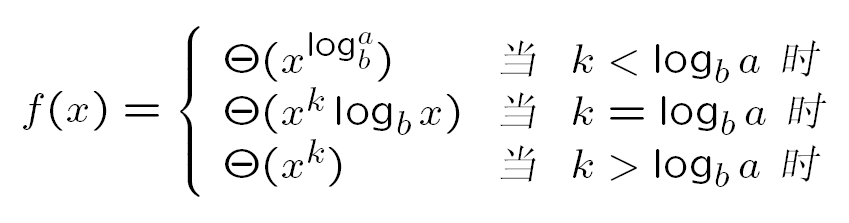 f(x) = { Θ(x^{log_b^a}) 当 k < log_b a 时
Θ(x^k log_b x) 当 k = log_b a 时
Θ(x^k) 当 k > log_b a 时